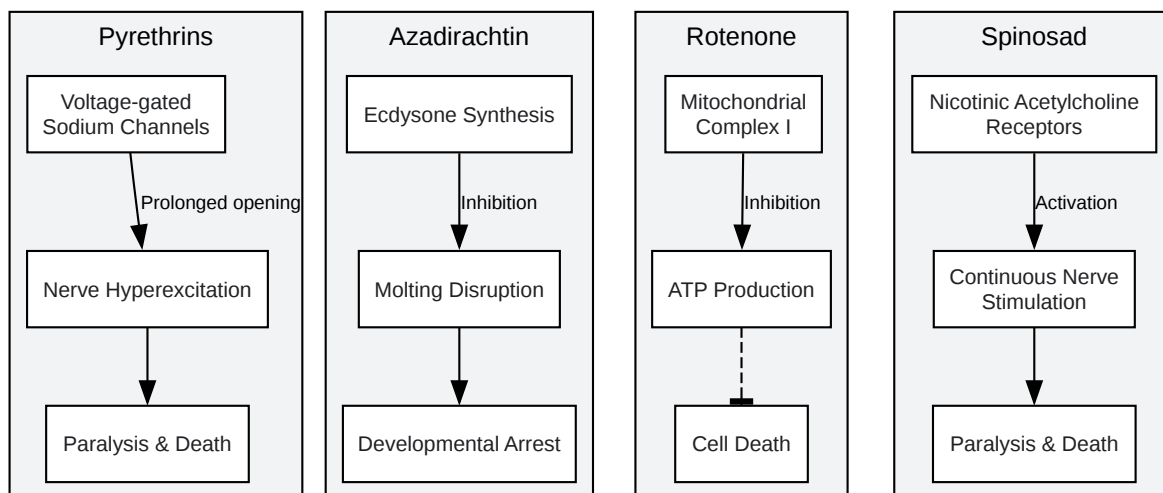 Pyrethrins
Voltage-gated
Sodium Channels
Prolonged opening
Nerve Hyperexcitation
Paralysis & Death
Azadirachtin
Ecdysone Synthesis
Inhibition
Molting Disruption
Developmental Arrest
Rotenone
Mitochondrial
Complex I
Inhibition
ATP Production
Cell Death
Spinosad
Nicotinic Acetylcholine
Receptors
Activation
Continuous Nerve
Stimulation
Paralysis & Death